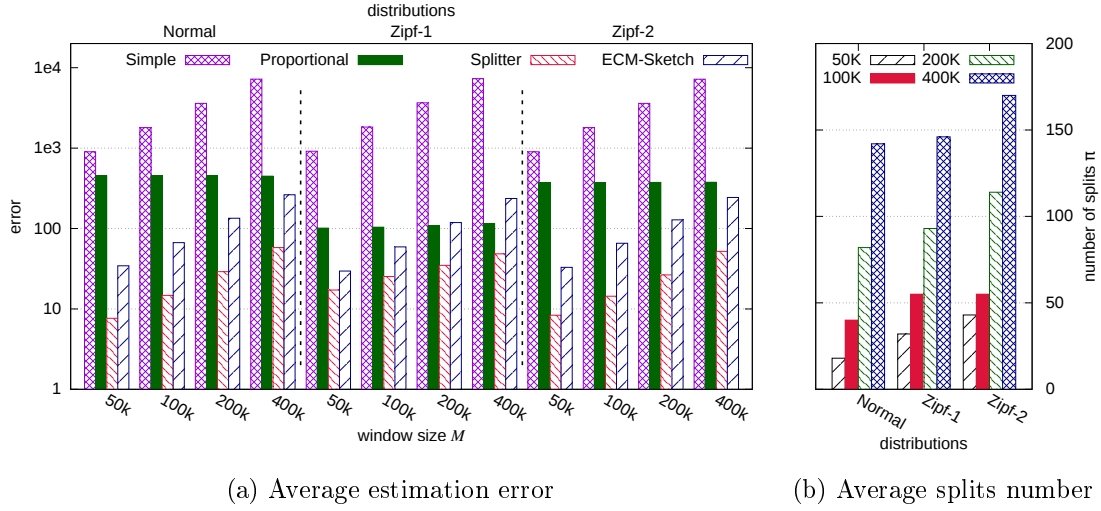 distributions
Normal Zipf-1 Zipf-2
Simple Proportional Splitter ECM-Sketch
1e4
1e3
100
10
1
error
50k 100k 200k 400k 50k 100k 200k 400k 50k 100k 200k 400k
window size M
(a) Average estimation error
50K 200K
100K 400K
200
150
100
50
0
number of splits π
Normal Zipf-1 Zipf-2
distributions
(b) Average splits number